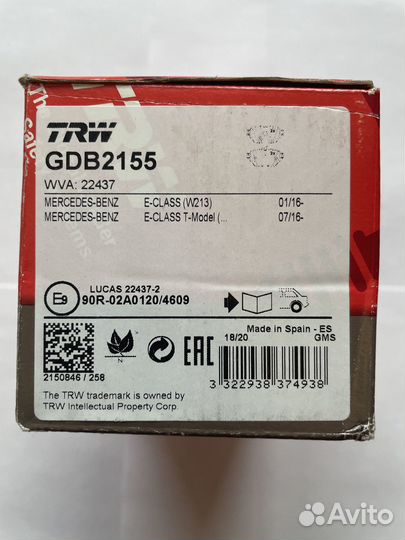 TRW
GDB2155
WVA: 22437
MERCEDES-BENZ E-CLASS (W213) 01/16-
MERCEDES-BENZ E-CLASS T-Model (... 07/16-
LUCAS 22437-2
E9 90R-02A0120/4609
Made in Spain - ES
18/20 GMS
N
EAC
2150846 / 258
3 322938 374938
The TRW trademark is owned by
TRW Intellectual Property Corp.
Avito